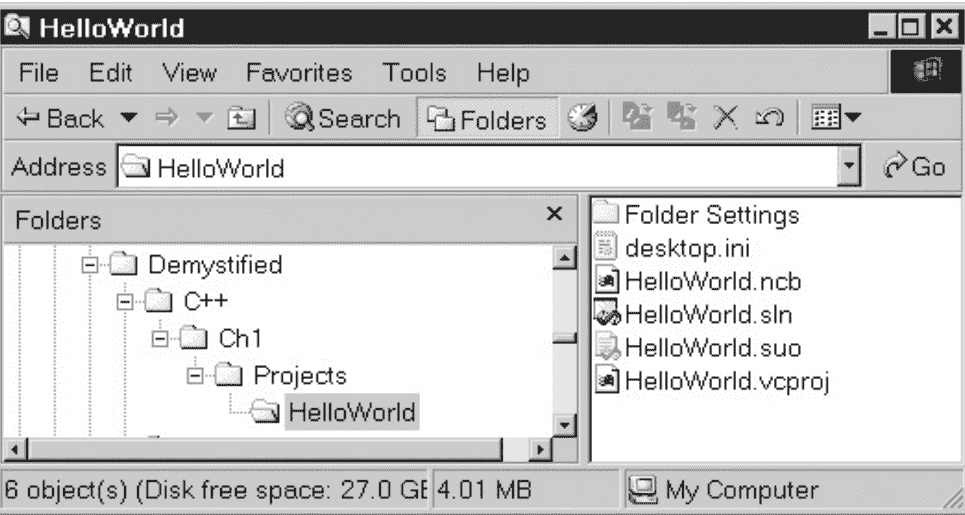 HelloWorld
File Edit View Favorites Tools Help
Back Search Folders
Address HelloWorld Go
Folders
Demystified
C++
Ch1
Projects
HelloWorld
Folder Settings
desktop.ini
HelloWorld.ncb
HelloWorld.sln
HelloWorld.suo
HelloWorld.vcproj
6 object(s) (Disk free space: 27.0 GB 4.01 MB My Computer